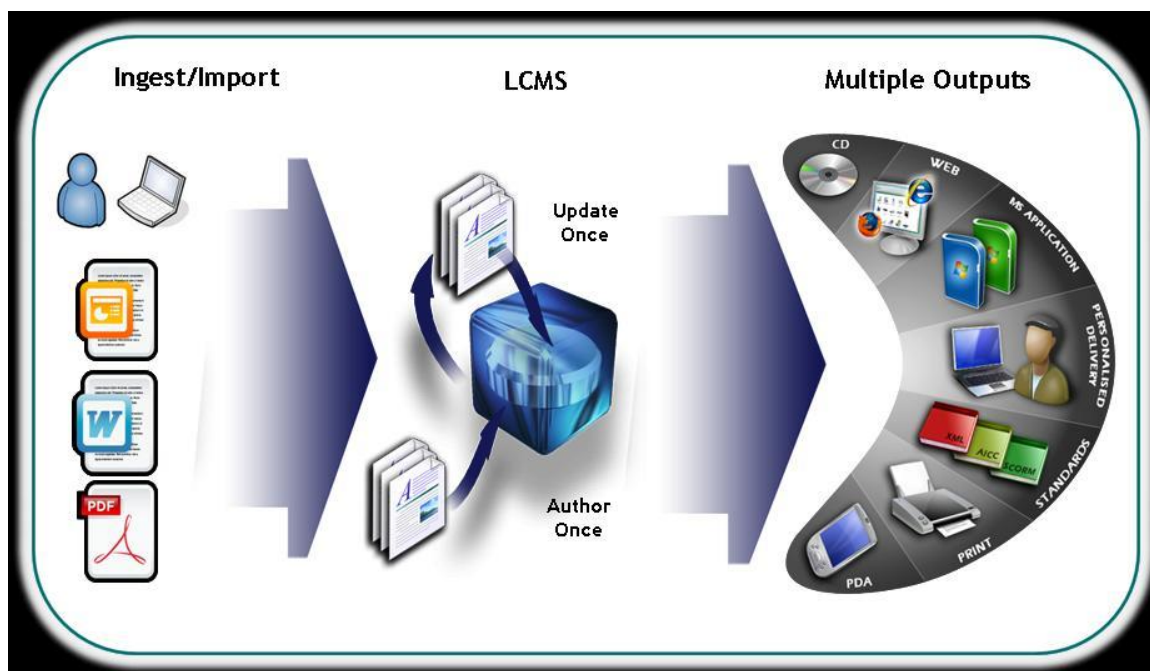 Ingest/Import
LCMS
Multiple Outputs
Update
Once
Author
Once
A
A
W
PDF
CD
WEB
MS APPLICATION
PERSONALISED
DELIVERY
XML
AICC
SCORM
STANDARDS
PRINT
PDA